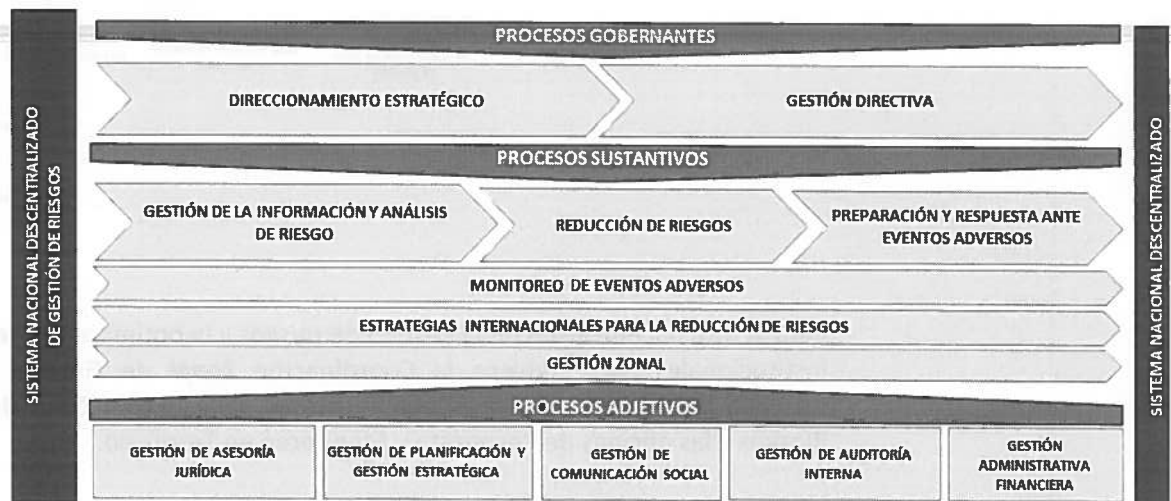 SISTEMA NACIONAL DESCENTRALIZADO
DE GESTIÓN DE RIESGOS
PROCESOS GOBERNANTES
DIRECCIONAMIENTO ESTRATÉGICO
GESTIÓN DIRECTIVA
PROCESOS SUSTANTIVOS
GESTIÓN DE LA INFORMACIÓN Y ANÁLISIS
DE RIESGO
REDUCCIÓN DE RIESGOS
PREPARACIÓN Y RESPUESTA ANTE
EVENTOS ADVERSOS
MONITOREO DE EVENTOS ADVERSOS
ESTRATEGIAS INTERNACIONALES PARA LA REDUCCIÓN DE RIESGOS
GESTIÓN ZONAL
PROCESOS ADJETIVOS
GESTIÓN DE ASESORÍA
JURÍDICA
GESTIÓN DE PLANIFICACIÓN Y
GESTIÓN ESTRATÉGICA
GESTIÓN DE
COMUNICACIÓN SOCIAL
GESTIÓN DE AUDITORÍA
INTERNA
GESTIÓN
ADMINISTRATIVA
FINANCIERA
SISTEMA NACIONAL DESCENTRALIZADO